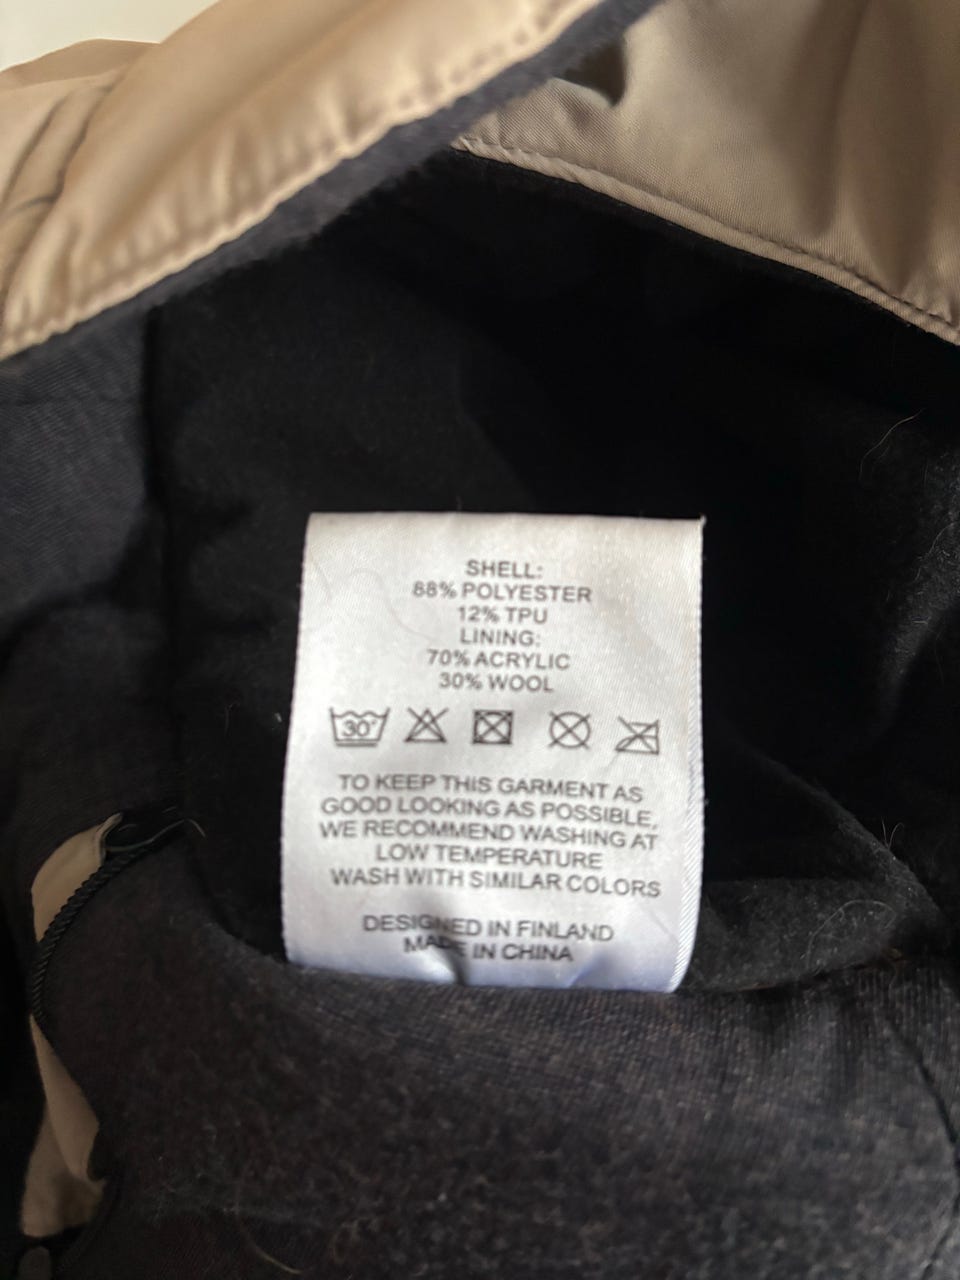 SHELL:
88% POLYESTER
12% TPU
LINING:
70% ACRYLIC
30% WOOL
30°
TO KEEP THIS GARMENT AS
GOOD LOOKING AS POSSIBLE,
WE RECOMMEND WASHING AT
LOW TEMPERATURE
WASH WITH SIMILAR COLORS
DESIGNED IN FINLAND
MADE IN CHINA